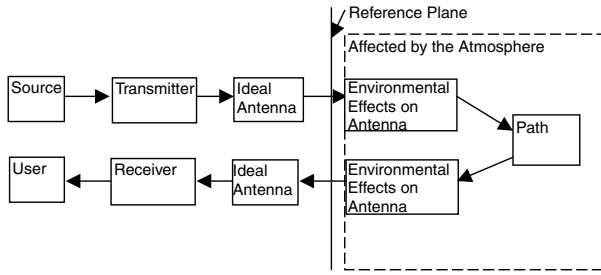 Reference Plane
Affected by the Atmosphere
Source
Transmitter
Ideal
Antenna
Environmental
Effects on
Antenna
Path
User
Receiver
Ideal
Antenna
Environmental
Effects on
Antenna